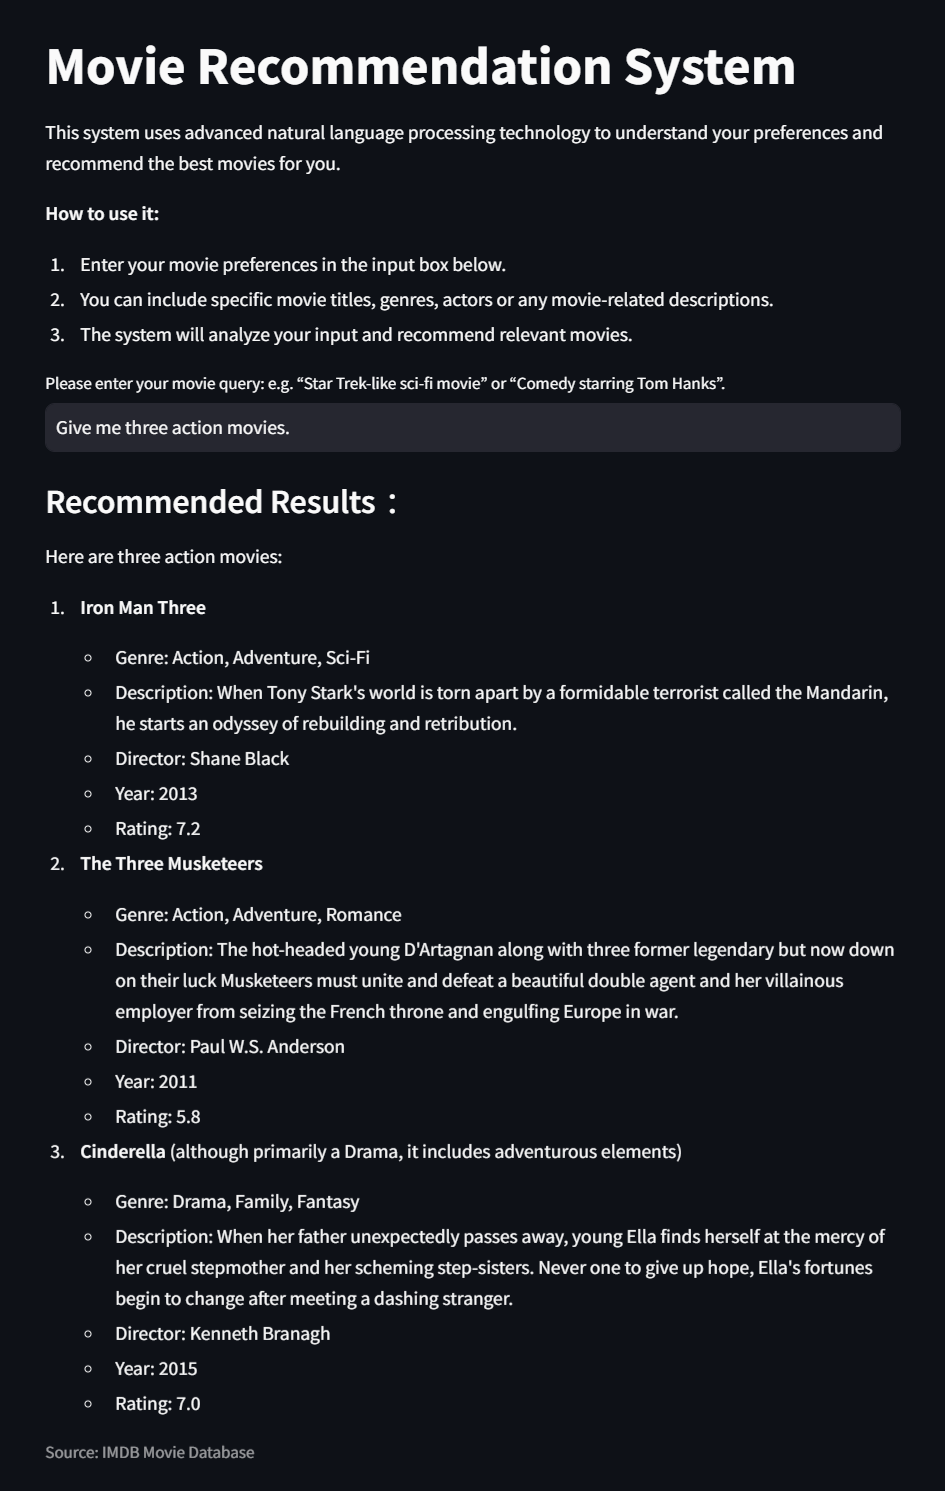 Movie Recommendation System
This system uses advanced natural language processing technology to understand your preferences and
recommend the best movies for you.
How to use it:
1. Enter your movie preferences in the input box below.
2. You can include specific movie titles, genres, actors or any movie-related descriptions.
3. The system will analyze your input and recommend relevant movies.
Please enter your movie query: e.g. “Star Trek-like sci-fi movie” or “Comedy starring Tom Hanks”.
Give me three action movies.
Recommended Results：
Here are three action movies:
1. Iron Man Three
○ Genre: Action, Adventure, Sci-Fi
○ Description: When Tony Stark's world is torn apart by a formidable terrorist called the Mandarin,
he starts an odyssey of rebuilding and retribution.
○ Director: Shane Black
○ Year: 2013
○ Rating: 7.2
2. The Three Musketeers
○ Genre: Action, Adventure, Romance
○ Description: The hot-headed young D'Artagnan along with three former legendary but now down
on their luck Musketeers must unite and defeat a beautiful double agent and her villainous
employer from seizing the French throne and engulfing Europe in war.
○ Director: Paul W.S. Anderson
○ Year: 2011
○ Rating: 5.8
3. Cinderella (although primarily a Drama, it includes adventurous elements)
○ Genre: Drama, Family, Fantasy
○ Description: When her father unexpectedly passes away, young Ella finds herself at the mercy of
her cruel stepmother and her scheming step-sisters. Never one to give up hope, Ella's fortunes
begin to change after meeting a dashing stranger.
○ Director: Kenneth Branagh
○ Year: 2015
○ Rating: 7.0
Source: IMDB Movie Database